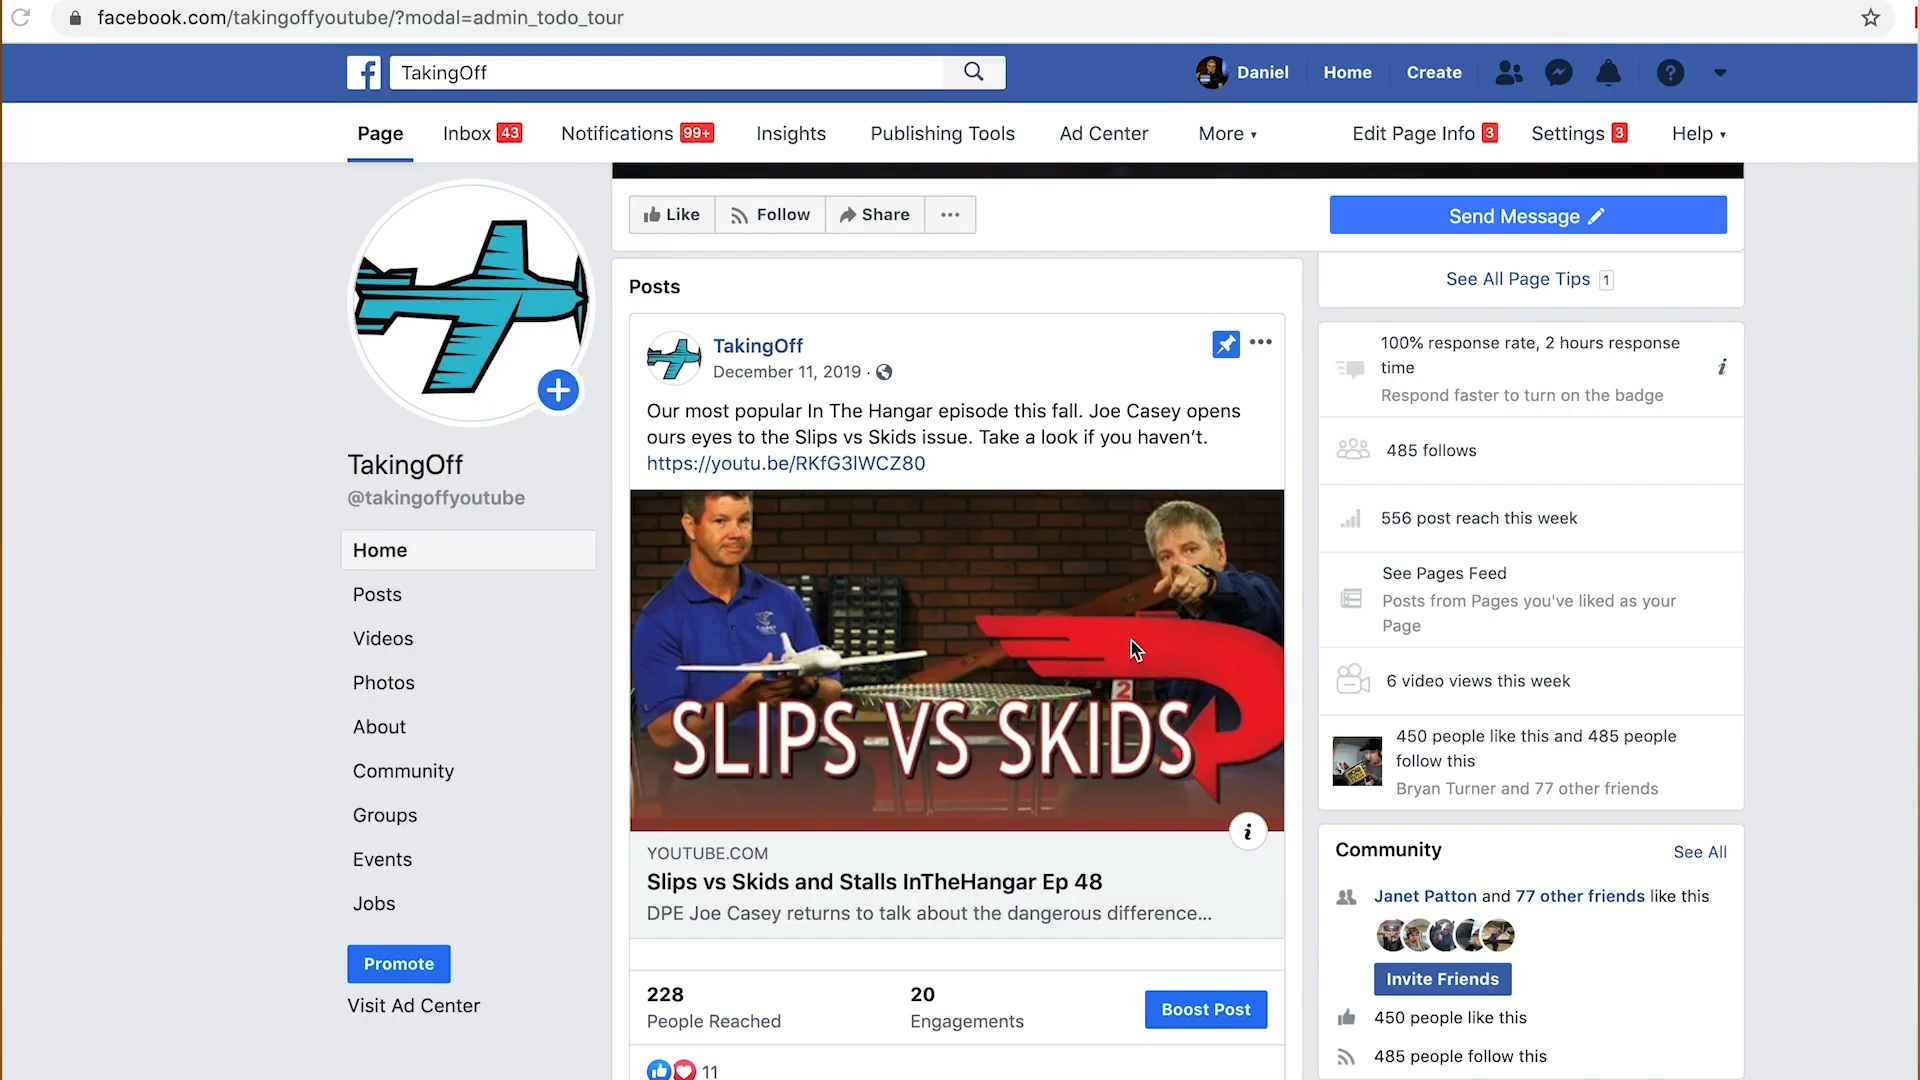 facebook.com/takingoffyoutube/?modal=admin_todo_tour
TakingOff
Daniel
Home
Create
Page
Inbox 43
Notifications 99+
Insights
Publishing Tools
Ad Center
More
Edit Page Info 3
Settings 3
Help
Like
Follow
Share
Send Message
TakingOff
@takingoffyoutube
Home
Posts
Videos
Photos
About
Community
Groups
Events
Jobs
Promote
Visit Ad Center
Posts
TakingOff
December 11, 2019 ·
Our most popular In The Hangar episode this fall. Joe Casey opens
ours eyes to the Slips vs Skids issue. Take a look if you haven’t.
https://youtu.be/RKfG3lWCZ80
2
SLIPS VS SKIDS
YOUTUBE.COM
Slips vs Skids and Stalls InTheHangar Ep 48
DPE Joe Casey returns to talk about the dangerous difference...
228
People Reached
20
Engagements
Boost Post
11
See All Page Tips 1
100% response rate, 2 hours response
time
Respond faster to turn on the badge
485 follows
556 post reach this week
See Pages Feed
Posts from Pages you've liked as your
Page
6 video views this week
450 people like this and 485 people
follow this
Bryan Turner and 77 other friends
Community
See All
Janet Patton and 77 other friends like this
Invite Friends
450 people like this
485 people follow this